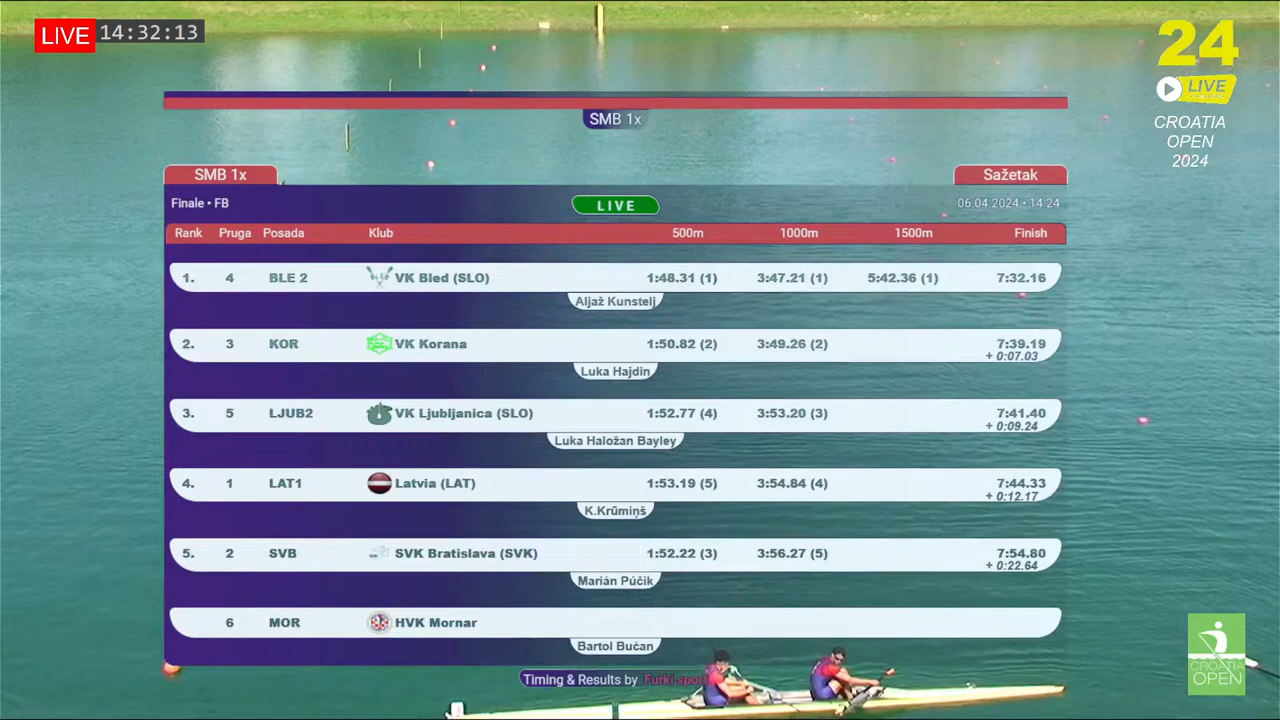 LIVE 14:32:13
24
LIVE
CROATIA
OPEN
2024
SMB 1x
SMB 1x Sažetak
Finale • FB LIVE 06.04 2024 • 14:24
Rank Pruga Posada Klub 500m 1000m 1500m Finish
1. 4 BLE 2 VK Bled (SLO) 1:48.31 (1) 3:47.21 (1) 5:42.36 (1) 7:32.16
Aljaž Kunstelj
2. 3 KOR VK Korana 1:50.82 (2) 3:49.26 (2) 7:39.19
+ 0:07.03
Luka Hajdin
3. 5 LJUB2 VK Ljubljanica (SLO) 1:52.77 (4) 3:53.20 (3) 7:41.40
+ 0:09.24
Luka Haložan Bayley
4. 1 LAT1 Latvia (LAT) 1:53.19 (5) 3:54.84 (4) 7:44.33
+ 0:12.17
K.Krūmiņš
5. 2 SVB SVK Bratislava (SVK) 1:52.22 (3) 3:56.27 (5) 7:54.80
+ 0:22.64
Marián Púčik
6 MOR HVK Mornar
Bartol Bućan
Timing & Results by Furki sport
CROATIA
OPEN